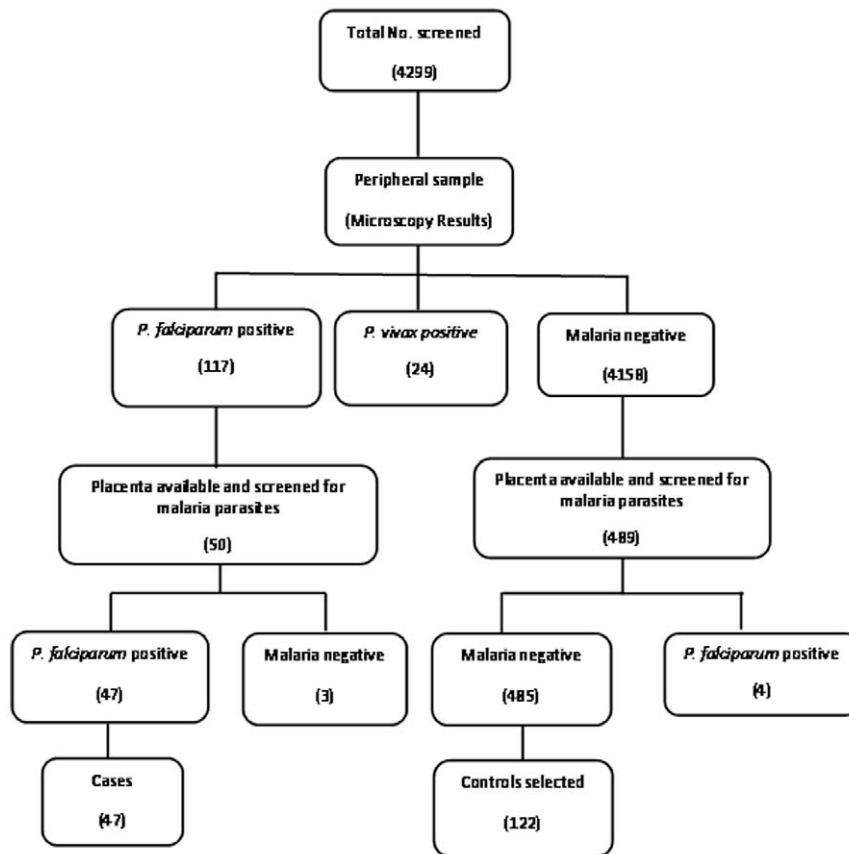 Total No. screened
(4299)
Peripheral sample
(Microscopy Results)
P. falciparum positive
(117)
P. vivax positive
(24)
Malaria negative
(4158)
Placenta available and screened for
malaria parasites
(50)
Placenta available and screened for
malaria parasites
(489)
P. falciparum positive
(47)
Malaria negative
(3)
Malaria negative
(485)
P. falciparum positive
(4)
Cases
(47)
Controls selected
(122)